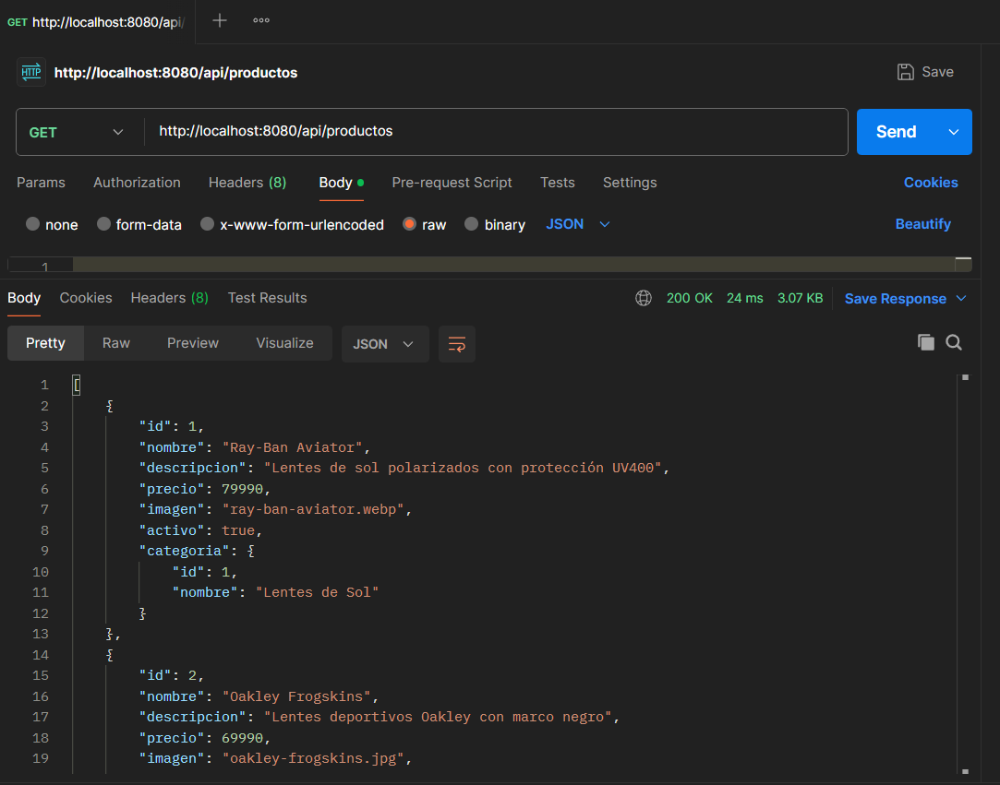 GET http://localhost:8080/api/
HTTP http://localhost:8080/api/productos
Save
GET http://localhost:8080/api/productos
Send
Params Authorization Headers (8) Body Pre-request Script Tests Settings Cookies
none form-data x-www-form-urlencoded raw binary JSON Beautify
1
Body Cookies Headers (8) Test Results 200 OK 24 ms 3.07 KB Save Response
Pretty Raw Preview Visualize JSON
1 [
2 {
3 "id": 1,
4 "nombre": "Ray-Ban Aviator",
5 "descripcion": "Lentes de sol polarizados con protección UV400",
6 "precio": 79990,
7 "imagen": "ray-ban-aviator.webp",
8 "activo": true,
9 "categoria": {
10 "id": 1,
11 "nombre": "Lentes de Sol"
12 }
13 },
14 {
15 "id": 2,
16 "nombre": "Oakley Frogskins",
17 "descripcion": "Lentes deportivos Oakley con marco negro",
18 "precio": 69990,
19 "imagen": "oakley-frogskins.jpg",